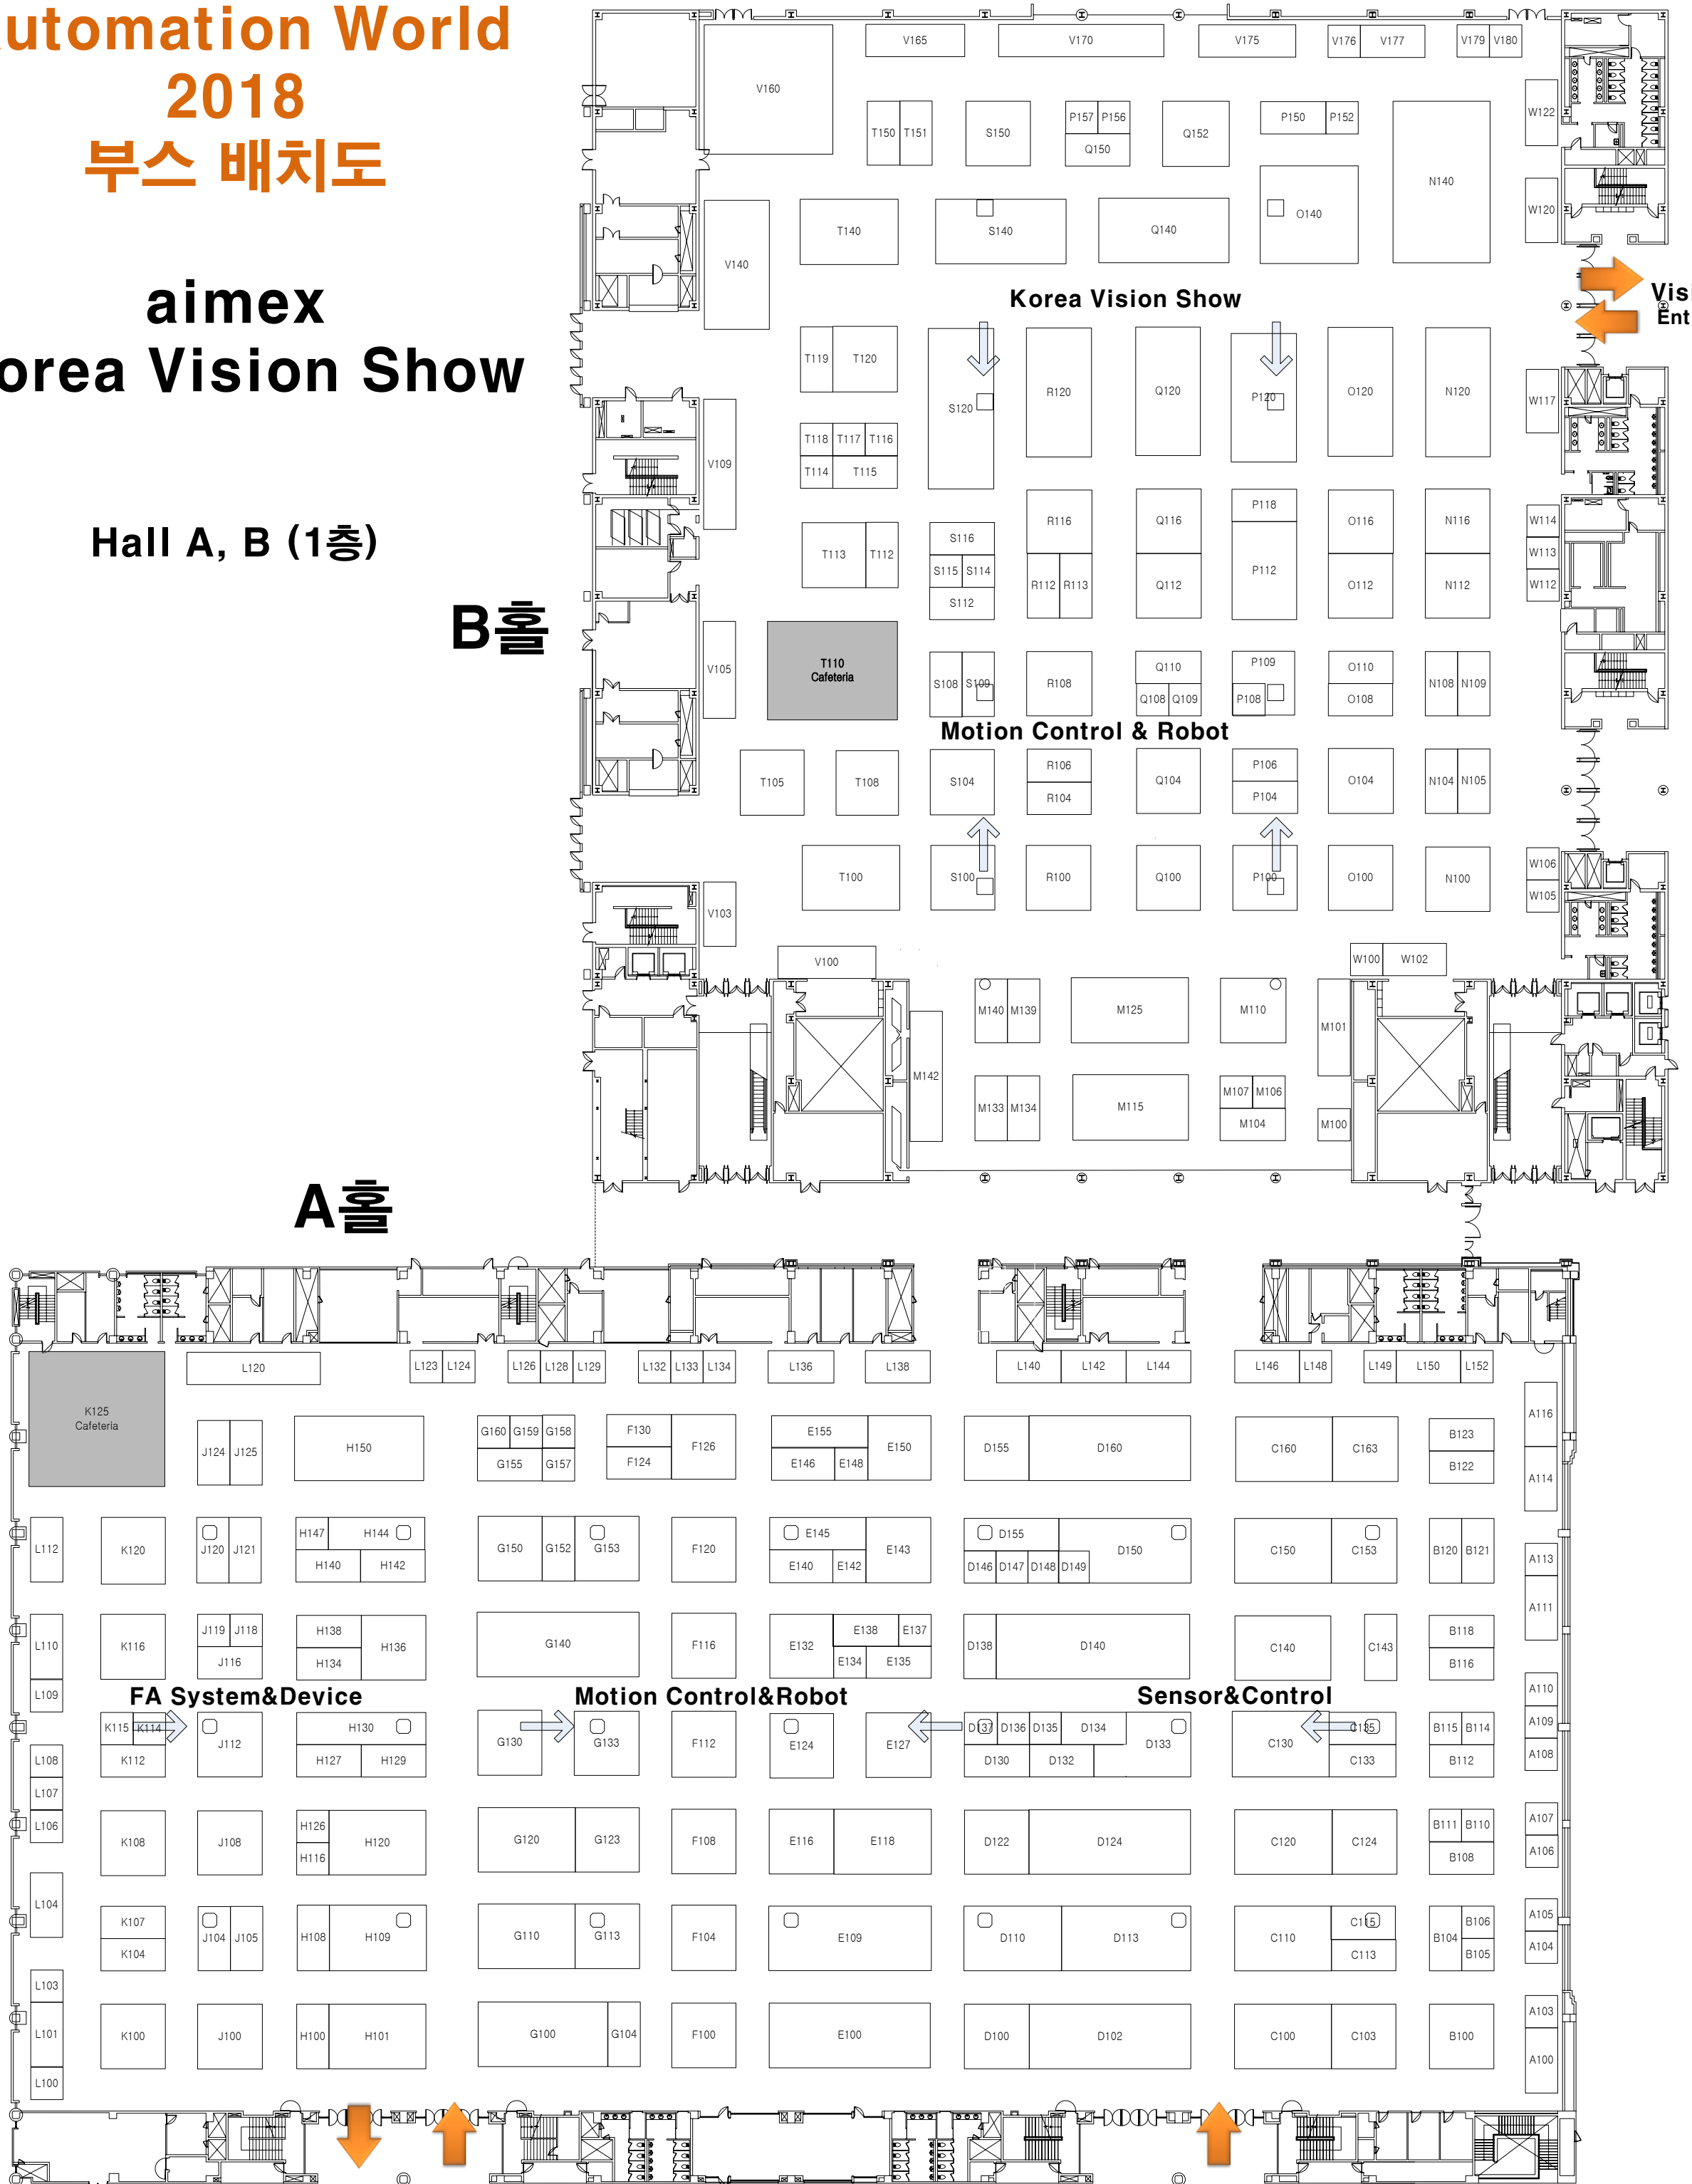 utomation World
2018
부스 배치도
aimex
orea Vision Show
Hall A, B (1층)
B홀
A홀
V165 V170 V175 V176 V177 V179 V180
V160
T150 T151 S150 P157 P156 Q152 P150 P152 W122
Q150
N140
W120
V140 T140 S140 Q140 O140
Korea Vision Show
Visi
Ent
T119 T120 S120 R120 Q120 P120 O120 N120 W117
T118 T117 T116
V109
T114 T115
R116 Q116 P118 O116 N116 W114
T113 T112 S116
W113
S115 S114 R112 R113 Q112 P112 O112 N112 W112
S112
V105 T110 S108 S109 R108 Q110 P109 O110 N108 N109
Cafeteria
Q108 Q109 P108 O108
Motion Control & Robot
T105 T108 S104 R106 Q104 P106 O104 N104 N105
R104 P104
T100 S100 R100 Q100 P100 O100 N100 W106
W105
V103
V100 W100 W102
M140 M139 M125 M110 M101
M142
M133 M134 M115 M107 M106
M104 M100
L120 L123 L124 L126 L128 L129 L132 L133 L134 L136 L138 L140 L142 L144 L146 L148 L149 L150 L152
K125
Cafeteria
A116
J124 J125 H150 G160 G159 G158 F130 F126 E155 E150 D155 D160 C160 C163 B123
G155 G157 F124 E146 E148 B122
A114
L112 K120 J120 J121 H147 H144 G150 G152 G153 F120 E145 E143 D155 D150 C150 C153 B120 B121 A113
H140 H142 E140 E142 D146 D147 D148 D149
A111
L110 K116 J119 J118 H138 H136 G140 F116 E132 E138 E137 D138 D140 C140 C143 B118
J116 H134 E134 E135 B116
L109 A110
FA System&Device Motion Control&Robot Sensor&Control
K115 K114 J112 H130 G130 G133 F112 E124 E127 D137 D136 D135 D134 D133 C130 C135 B115 B114 A109
L108 K112 H127 H129 D130 D132 C133 B112 A108
L107
L106 K108 J108 H126 H120 G120 G123 F108 E116 E118 D122 D124 C120 C124 B111 B110 A107
H116 B108 A106
L104 K107 J104 J105 H108 H109 G110 G113 F104 E109 D110 D113 C110 C115 B104 B106 A105
K104 C113 B105 A104
L103
L101 K100 J100 H100 H101 G100 G104 F100 E100 D100 D102 C100 C103 B100 A103
A100
L100